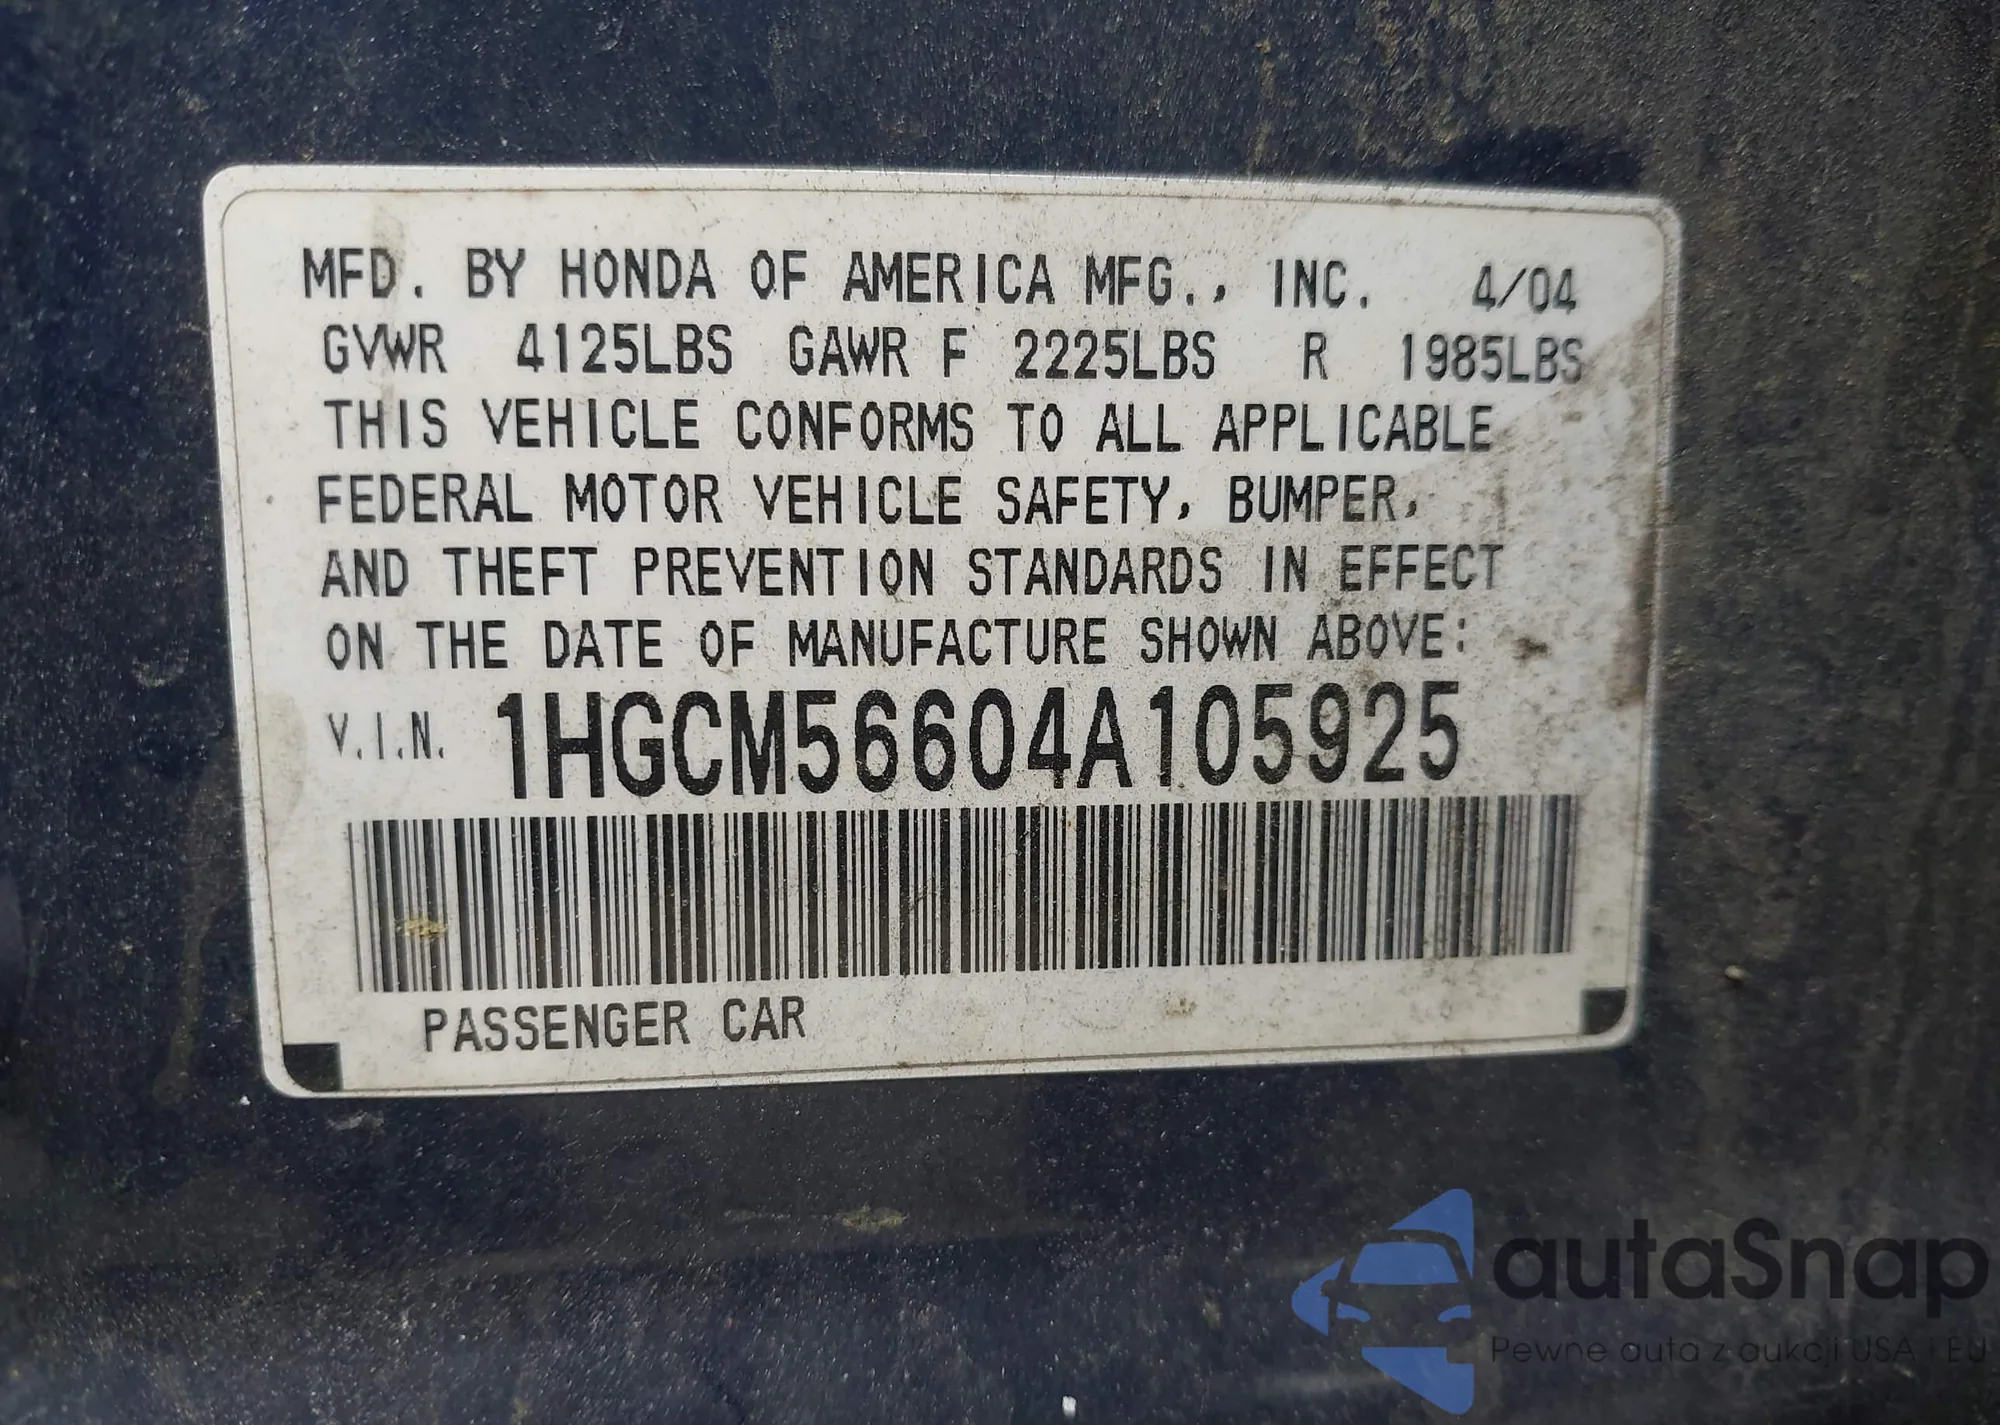 MFD. BY HONDA OF AMERICA MFG., INC. 4/04
GVWR 4125LBS GAWR F 2225LBS R 1985LBS
THIS VEHICLE CONFORMS TO ALL APPLICABLE
FEDERAL MOTOR VEHICLE SAFETY, BUMPER,
AND THEFT PREVENTION STANDARDS IN EFFECT
ON THE DATE OF MANUFACTURE SHOWN ABOVE:
V.I.N. 1HGCM56604A105925
PASSENGER CAR
autaSnap
Pewne auta z aukcji USA i EU